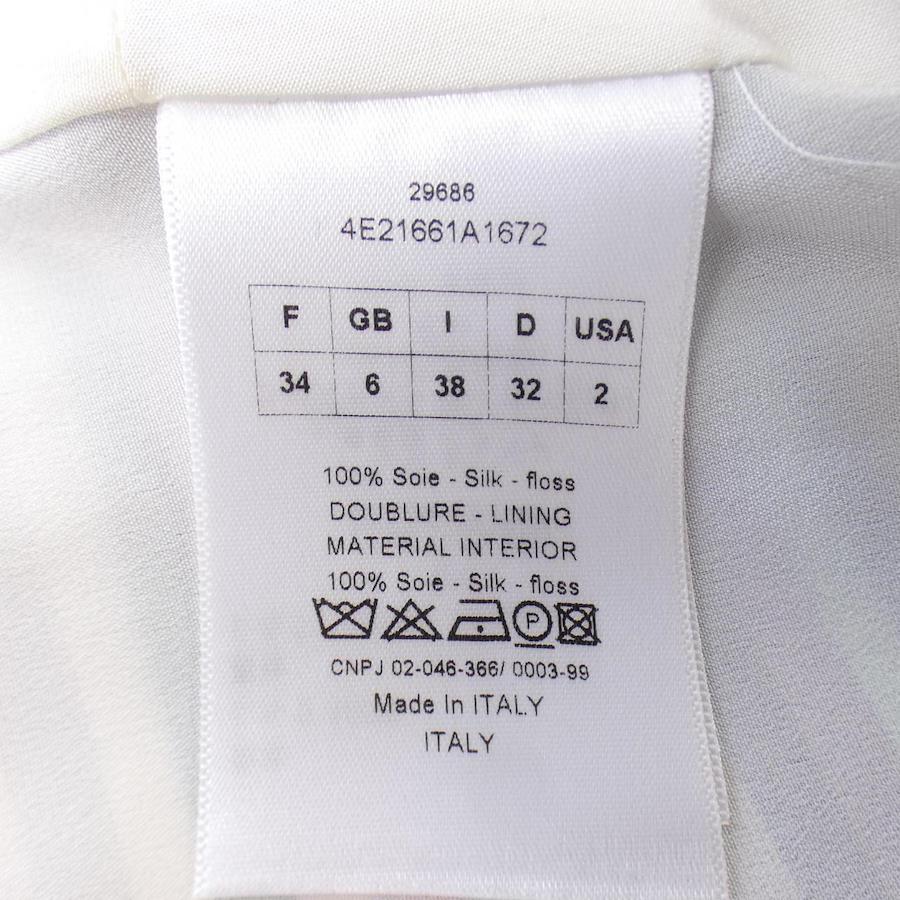 29686
4E21661A1672
F GB I D USA
34 6 38 32 2
100% Soie - Silk - floss
DOUBLURE - LINING
MATERIAL INTERIOR
100% Soie - Silk - floss
P
CNPJ 02-046-366/ 0003-99
Made In ITALY
ITALY